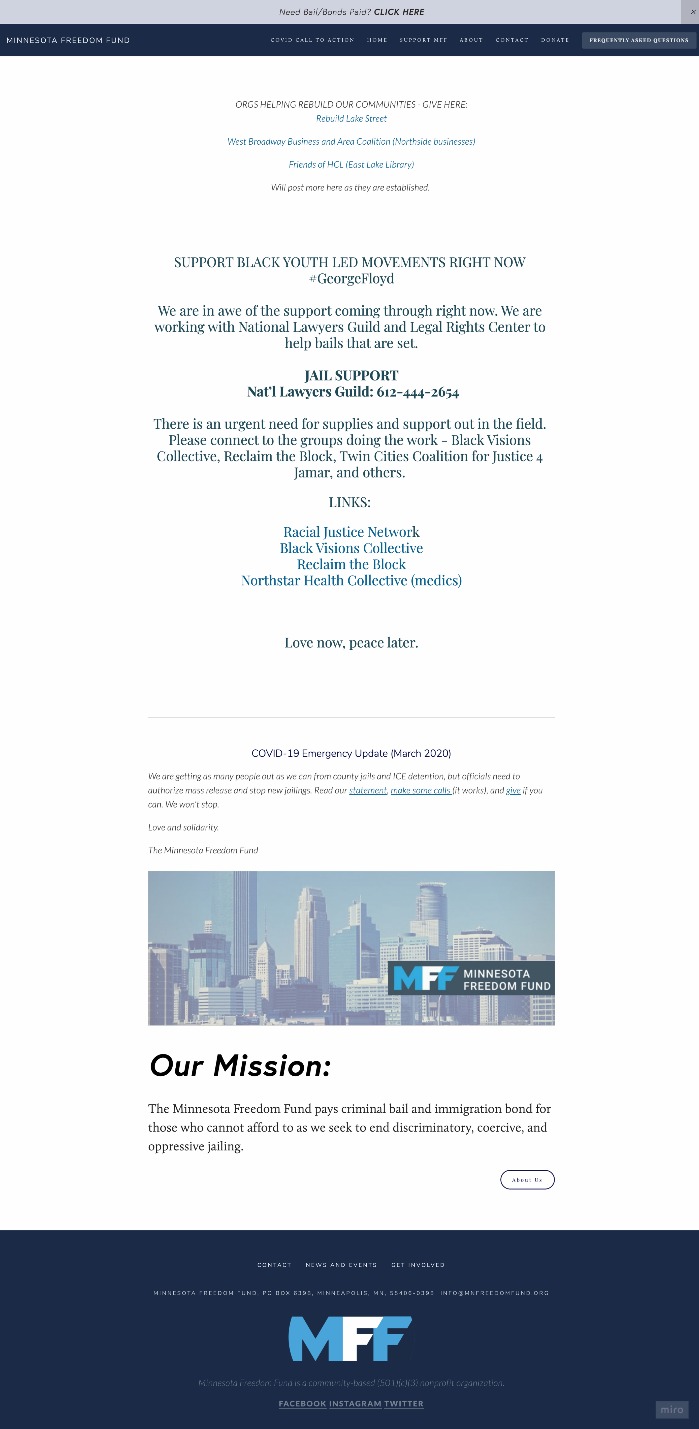 Need Bail/Bonds Paid? CLICK HERE
×
MINNESOTA FREEDOM FUND
COVID CALL TO ACTION HOME SUPPORT MFF ABOUT CONTACT DONATE FREQUENTLY ASKED QUESTIONS
ORGS HELPING REBUILD OUR COMMUNITIES - GIVE HERE:
Rebuild Lake Street
West Broadway Business and Area Coalition (Northside businesses)
Friends of HCL (East Lake Library)
Will post more here as they are established.
SUPPORT BLACK YOUTH LED MOVEMENTS RIGHT NOW
#GeorgeFloyd
We are in awe of the support coming through right now. We are
working with National Lawyers Guild and Legal Rights Center to
help bails that are set.
JAIL SUPPORT
Nat'l Lawyers Guild: 612-444-2654
There is an urgent need for supplies and support out in the field.
Please connect to the groups doing the work - Black Visions
Collective, Reclaim the Block, Twin Cities Coalition for Justice 4
Jamar, and others.
LINKS:
Racial Justice Network
Black Visions Collective
Reclaim the Block
Northstar Health Collective (medics)
Love now, peace later.
COVID-19 Emergency Update (March 2020)
We are getting as many people out as we can from county jails and ICE detention, but officials need to
authorize mass release and stop new jailings. Read our statement, make some calls (it works), and give if you
can. We won't stop.
Love and solidarity.
The Minnesota Freedom Fund
MFF MINNESOTA
FREEDOM FUND
Our Mission:
The Minnesota Freedom Fund pays criminal bail and immigration bond for
those who cannot afford to as we seek to end discriminatory, coercive, and
oppressive jailing.
About Us
CONTACT NEWS AND EVENTS GET INVOLVED
MINNESOTA FREEDOM FUND, PO BOX 6398, MINNEAPOLIS, MN, 55406-0398 INFO@MNFREEDOMFUND.ORG
MFF
Minnesota Freedom Fund is a community-based (501)(c)(3) nonprofit organization.
FACEBOOK INSTAGRAM TWITTER
miro